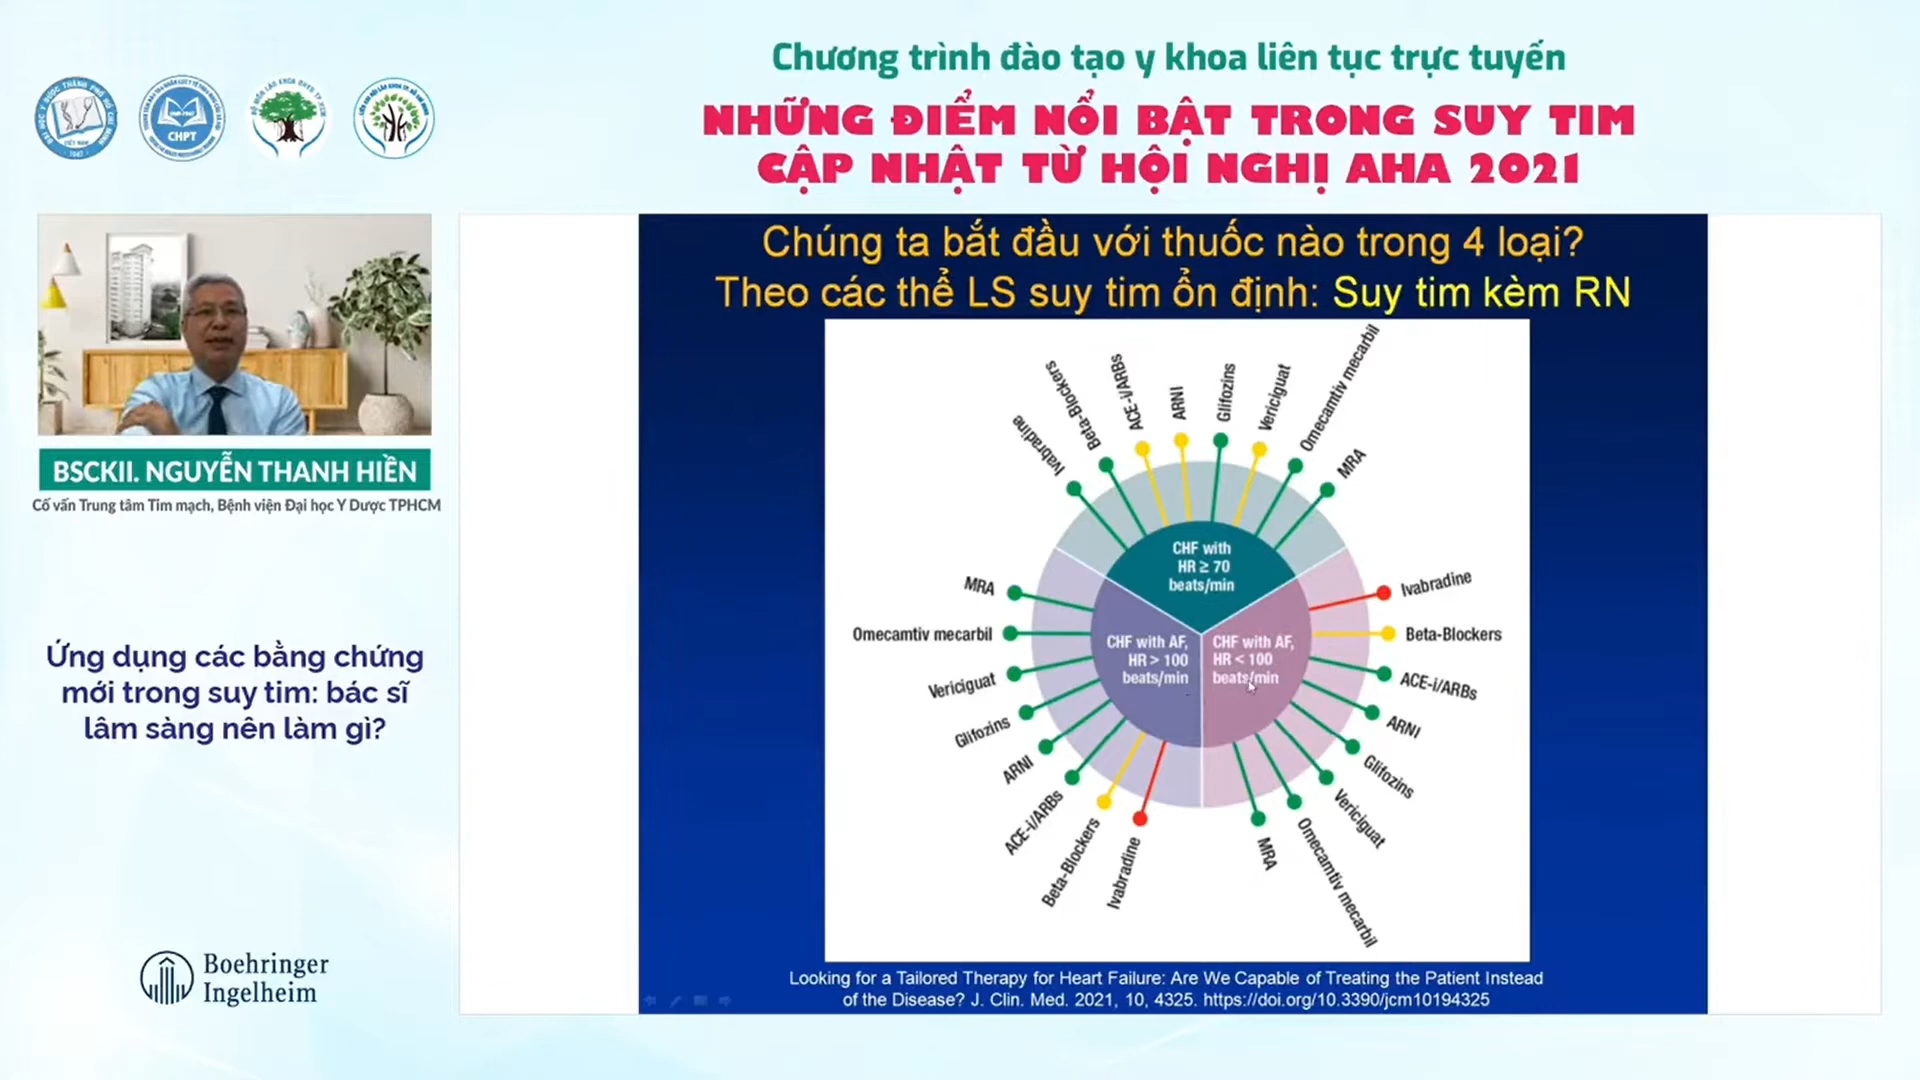 Chương trình đào tạo y khoa liên tục trực tuyến
NHỮNG ĐIỂM NỔI BẬT TRONG SUY TIM
CẬP NHẬT TỪ HỘI NGHỊ AHA 2021
CHPT
BSCKII. NGUYỄN THANH HIỀN
Cố vấn Trung tâm Tim mạch, Bệnh viện Đại học Y Dược TPHCM
Ứng dụng các bằng chứng
mới trong suy tim: bác sĩ
lâm sàng nên làm gì?
Boehringer
Ingelheim
Chúng ta bắt đầu với thuốc nào trong 4 loại?
Theo các thể LS suy tim ổn định: Suy tim kèm RN
Ivabradine
Beta-Blockers
ACE-i/ARBs
ARNI
Glifozins
Vericiguat
Omecamtiv mecarbil
MRA
CHF with
HR ≥ 70
beats/min
MRA
Omecamtiv mecarbil
Vericiguat
Glifozins
ARNI
ACE-i/ARBs
Beta-Blockers
Ivabradine
CHF with AF,
HR > 100
beats/min
CHF with AF,
HR < 100
beats/min
Ivabradine
Beta-Blockers
ACE-i/ARBs
ARNI
Glifozins
Vericiguat
Omecamtiv mecarbil
MRA
Looking for a Tailored Therapy for Heart Failure: Are We Capable of Treating the Patient Instead
of the Disease? J. Clin. Med. 2021, 10, 4325. https://doi.org/10.3390/jcm10194325